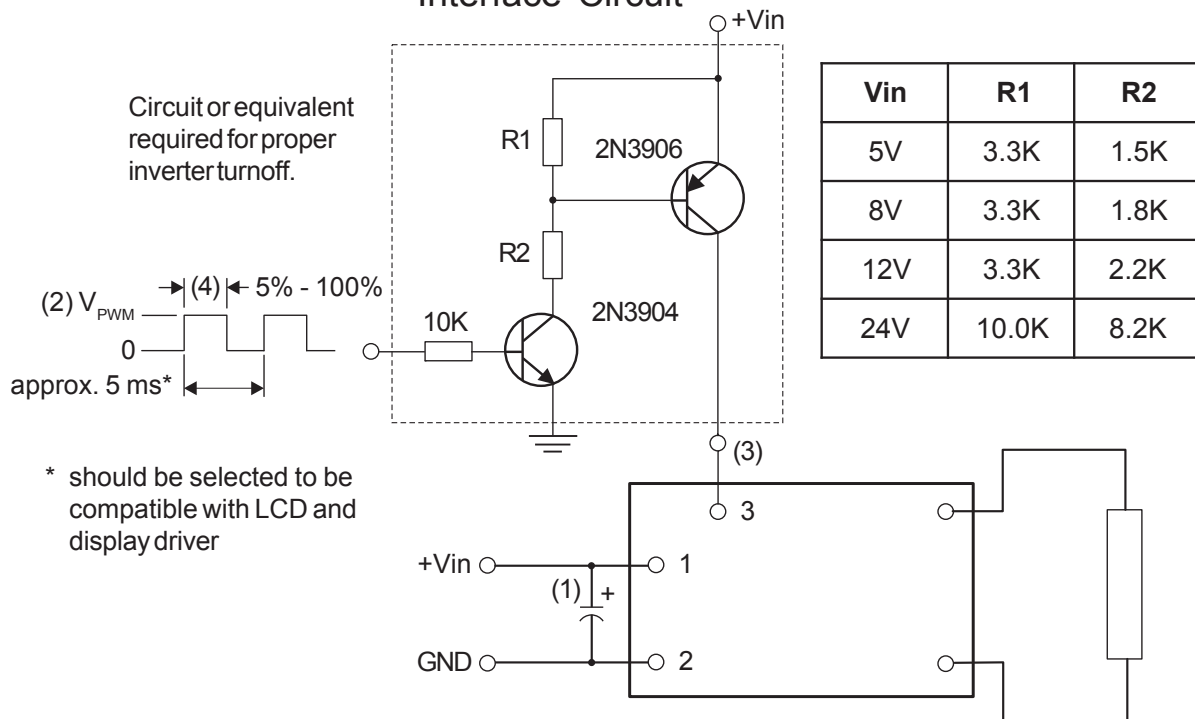 Interface Circuit
+Vin
Circuit or equivalent
required for proper
inverter turnoff.
R1
2N3906
R2
(2) VPWM
(4)
5% - 100%
0
approx. 5 ms*
10K
2N3904
Vin R1 R2
5V 3.3K 1.5K
8V 3.3K 1.8K
12V 3.3K 2.2K
24V 10.0K 8.2K
(3)
* should be selected to be
compatible with LCD and
display driver
3
+Vin
1
(1)
+
GND
2